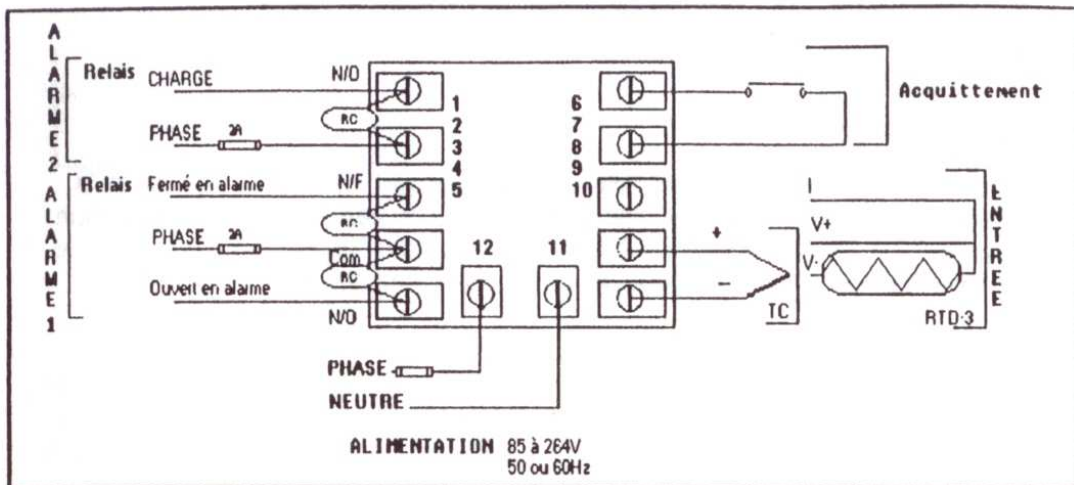 ALARME 2
Relais
CHARGE
N/O
RC
PHASE
2A
ALARME 1
Relais
Fermé en alarme
N/F
RC
PHASE
2A
Com
RC
Ouvert en alarme
N/O
1
2
3
4
5
6
7
8
9
10
12
11
Acquittement
+
-
TC
I
V+
V-
RTD-3
ENTREE
PHASE
NEUTRE
ALIMENTATION 85 à 264V
50 ou 60Hz